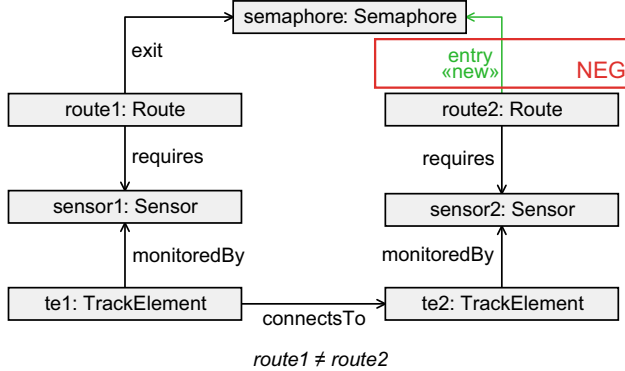 semaphore: Semaphore
exit
entry
«new»
NEG
route1: Route
route2: Route
requires
requires
sensor1: Sensor
sensor2: Sensor
monitoredBy
monitoredBy
te1: TrackElement
te2: TrackElement
connectsTo
route1 ≠ route2